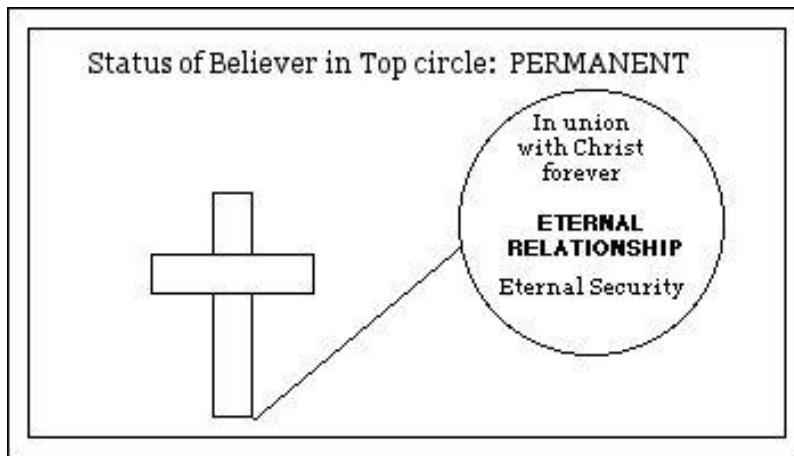 Status of Believer in Top circle: PERMANENT
In union
with Christ
forever
ETERNAL
RELATIONSHIP
Eternal Security